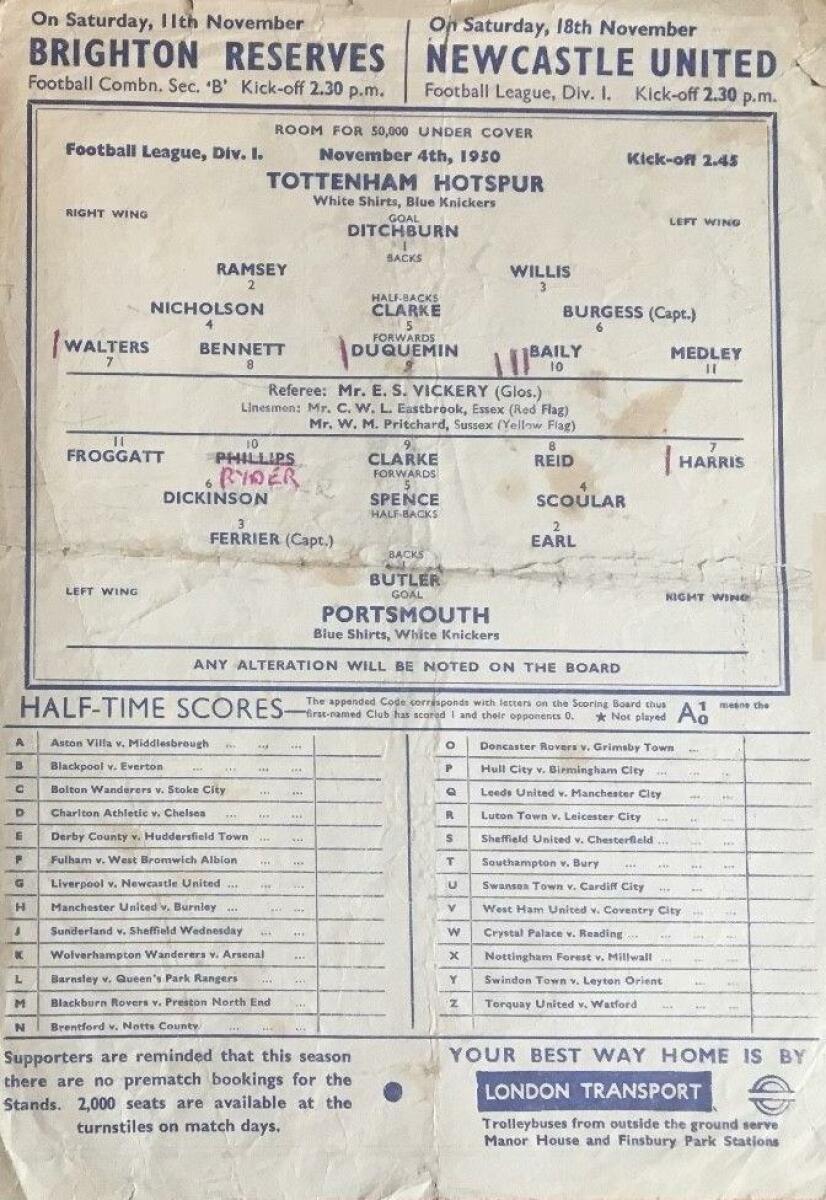 On Saturday, 11th November
BRIGHTON RESERVES
Football Combn. Sec. 'B' Kick-off 2.30 p.m.
On Saturday, 18th November
NEWCASTLE UNITED
Football League, Div. I. Kick-off 2.30 p.m.
ROOM FOR 50,000 UNDER COVER
Football League, Div. I. November 4th, 1950 Kick-off 2.45
TOTTENHAM HOTSPUR
White Shirts, Blue Knickers
RIGHT WING GOAL LEFT WING
DITCHBURN
1
BACKS
RAMSEY WILLIS
2 3
HALF-BACKS
NICHOLSON CLARKE BURGESS (Capt.)
4 5 6
FORWARDS
WALTERS BENNETT DUQUEMIN BAILY MEDLEY
7 8 9 10 11
Referee: Mr. E. S. VICKERY (Glos.)
Linesmen: Mr. C. W. L. Eastbrook, Essex (Red Flag)
Mr. W. M. Pritchard, Sussex (Yellow Flag)
11 10 9 8 7
FROGGATT PHILLIPS CLARKE REID HARRIS
RYDER
FORWARDS
6 5 4
DICKINSON SPENCE SCOULAR
HALF-BACKS
3 2
FERRIER (Capt.) EARL
BACKS
1
BUTLER
LEFT WING GOAL RIGHT WING
PORTSMOUTH
Blue Shirts, White Knickers
ANY ALTERATION WILL BE NOTED ON THE BOARD
HALF-TIME SCORES—
The appended Code corresponds with letters on the Scoring Board thus A 1 0 means the
first-named Club has scored 1 and their opponents 0. ★ Not played
A Aston Villa v. Middlesbrough ... ... ...
B Blackpool v. Everton ... ... ... ...
C Bolton Wanderers v. Stoke City ... ...
D Charlton Athletic v. Chelsea ... ... ...
E Derby County v. Huddersfield Town ... ...
F Fulham v. West Bromwich Albion ... ...
G Liverpool v. Newcastle United ... ... ...
H Manchester United v. Burnley ... ... ...
J Sunderland v. Sheffield Wednesday ... ...
K Wolverhampton Wanderers v. Arsenal ...
L Barnsley v. Queen's Park Rangers ... ...
M Blackburn Rovers v. Preston North End ...
N Brentford v. Notts County ... ... ...
O Doncaster Rovers v. Grimsby Town ...
P Hull City v. Birmingham City ... ...
Q Leeds United v. Manchester City ... ...
R Luton Town v. Leicester City ... ...
S Sheffield United v. Chesterfield ... ...
T Southampton v. Bury ... ... ...
U Swansea Town v. Cardiff City ... ...
V West Ham United v. Coventry City ... ...
W Crystal Palace v. Reading ... ... ...
X Nottingham Forest v. Millwall ... ...
Y Swindon Town v. Leyton Orient ... ...
Z Torquay United v. Watford ... ...
Supporters are reminded that this season
there are no prematch bookings for the
Stands. 2,000 seats are available at the
turnstiles on match days.
YOUR BEST WAY HOME IS BY
LONDON TRANSPORT
Trolleybuses from outside the ground serve
Manor House and Finsbury Park Stations